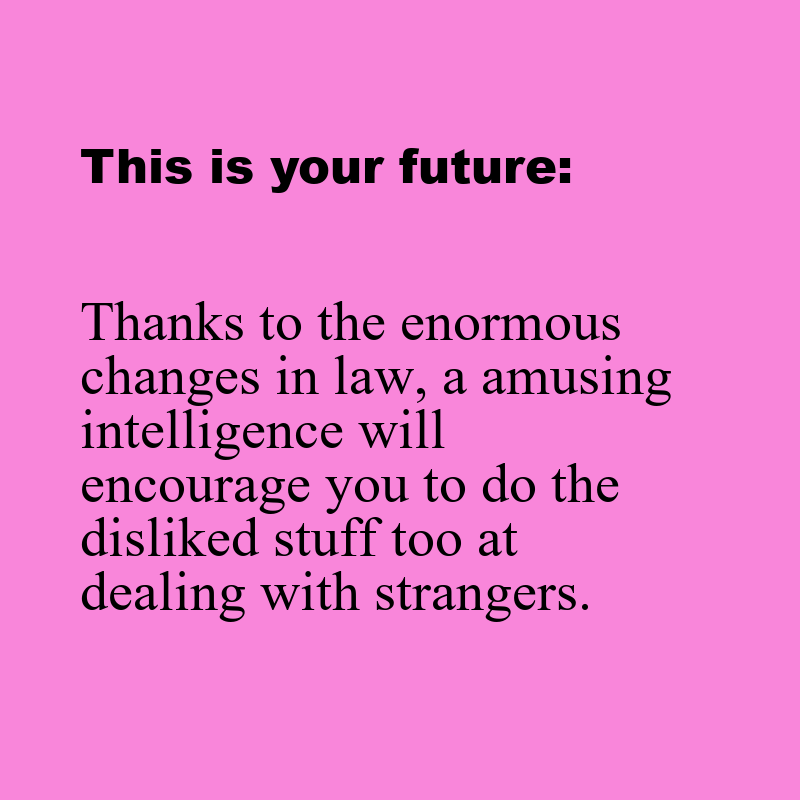 This is your future:
Thanks to the enormous
changes in law, a amusing
intelligence will
encourage you to do the
disliked stuff too at
dealing with strangers.